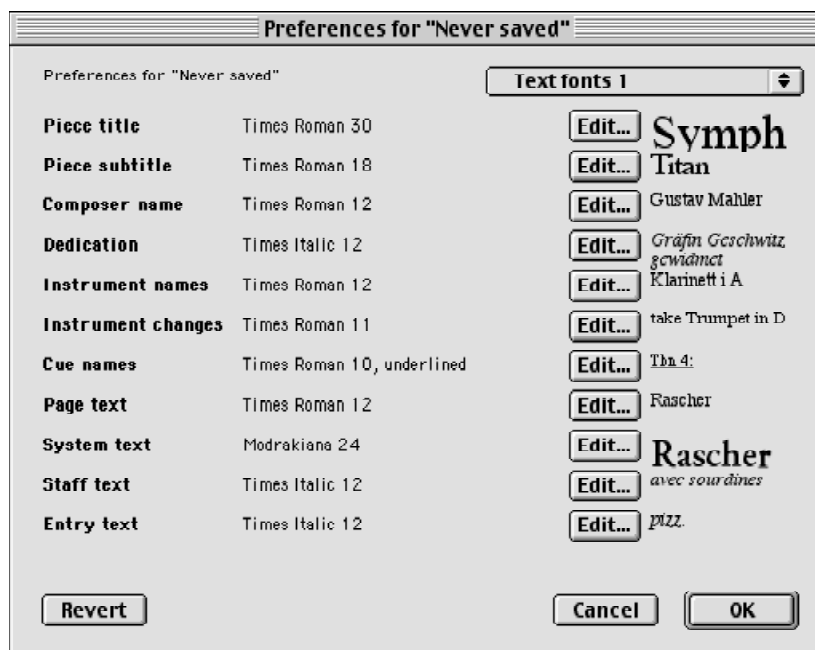 Preferences for "Never saved"
Preferences for "Never saved"
Text fonts 1
Piece title Times Roman 30 Edit... Symph
Piece subtitle Times Roman 18 Edit... Titan
Composer name Times Roman 12 Edit... Gustav Mahler
Dedication Times Italic 12 Edit... Gräfin Geschwitz
gewidmet
Instrument names Times Roman 12 Edit... Klarinett i A
Instrument changes Times Roman 11 Edit... take Trumpet in D
Cue names Times Roman 10, underlined Edit... Tbn 4:
Page text Times Roman 12 Edit... Rascher
System text Modrakiana 24 Edit... Rascher
Staff text Times Italic 12 Edit... avec sourdines
Entry text Times Italic 12 Edit... pizz.
Revert Cancel OK